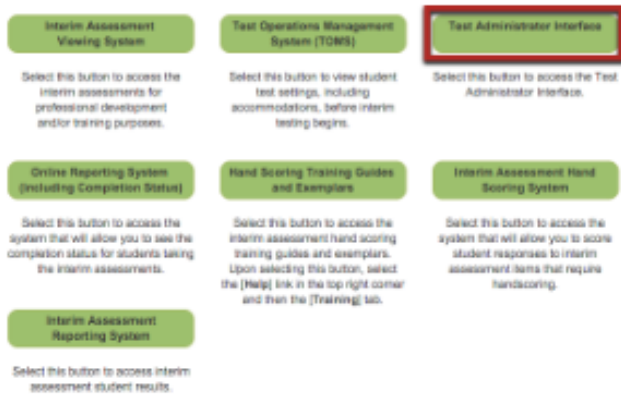 Interim Assessment
Viewing System
Select this button to access the
interim assessments for
professional development
and/or training purposes.
Test Operations Management
System (TOMS)
Select this button to view student
test settings, including
accommodations, before interim
testing begins.
Test Administrator Interface
Select this button to access the Test
Administrator Interface.
Online Reporting System
(Including Completion Status)
Select this button to access the
system that will allow you to see the
completion status for students taking
the interim assessments.
Hand Scoring Training Guides
and Exemplars
Select this button to access the
interim assessment hand scoring
training guides and exemplars.
Upon selecting this button, select
the [Help] link in the top right corner
and then the [Training] tab.
Interim Assessment Hand
Scoring System
Select this button to access the
system that will allow you to score
student responses to interim
assessment items that require
handscoring.
Interim Assessment
Reporting System
Select this button to access interim
assessment student results.